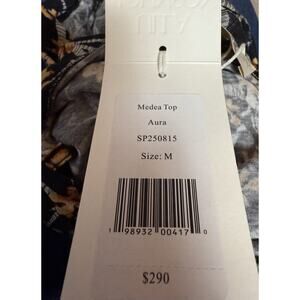 Medea Top
Aura
SP250815
Size: M
1 98932 00417 0
$290